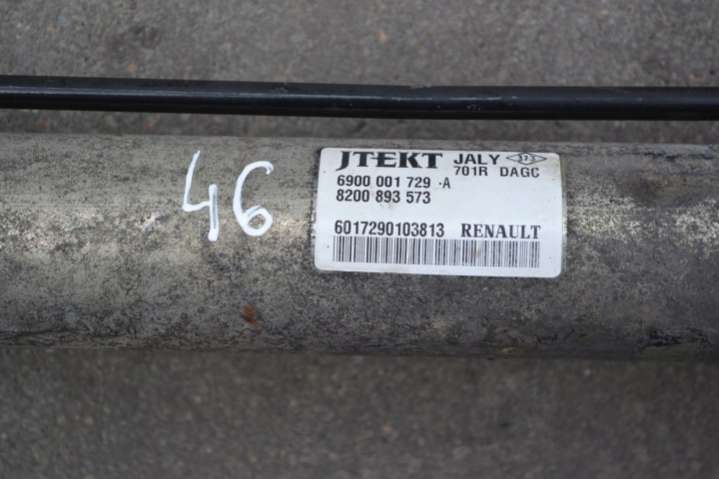 46
JTEKT JALY
701R DAGC
6900 001 729 -A
8200 893 573
6017290103813 RENAULT